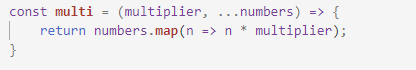 const multi = (multiplier, ...numbers) => {
    return numbers.map(n => n * multiplier);
}